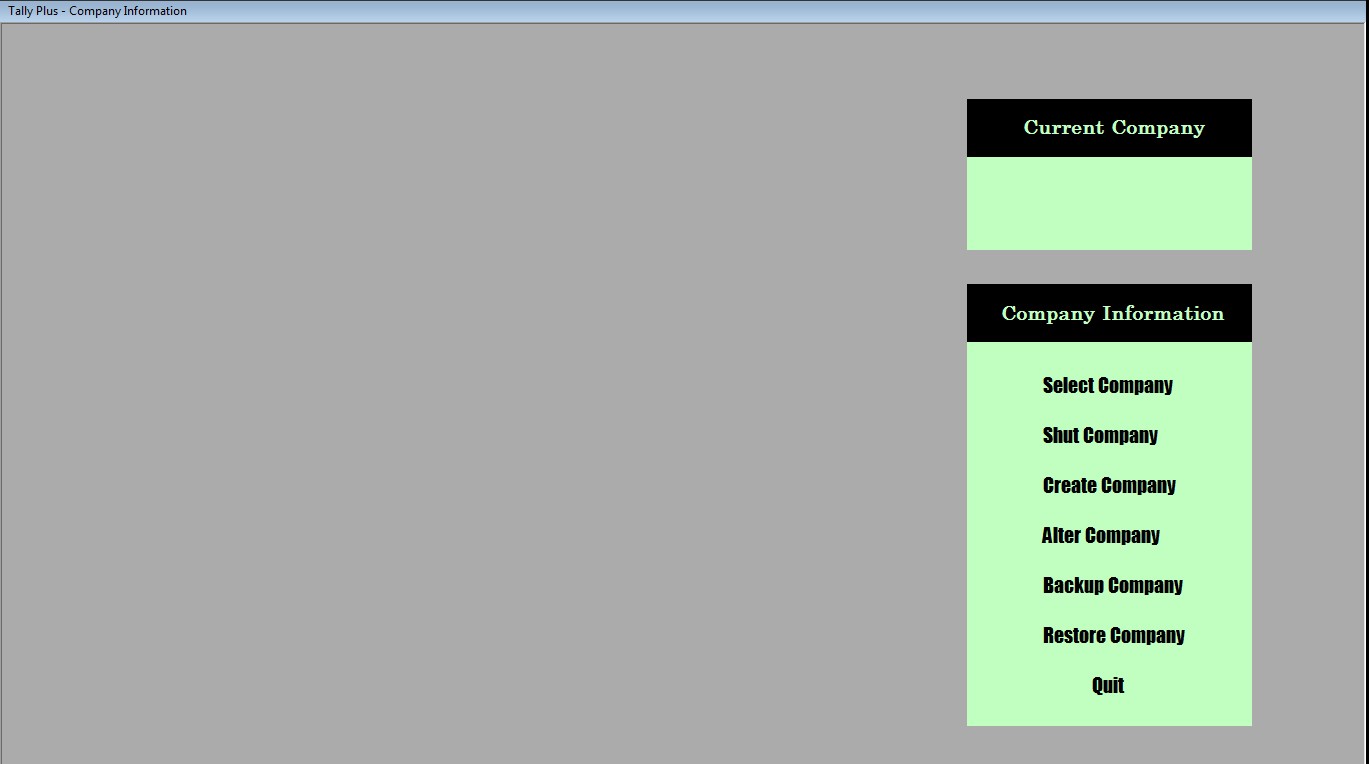 Tally Plus - Company Information
Current Company
Company Information
Select Company
Shut Company
Create Company
Alter Company
Backup Company
Restore Company
Quit